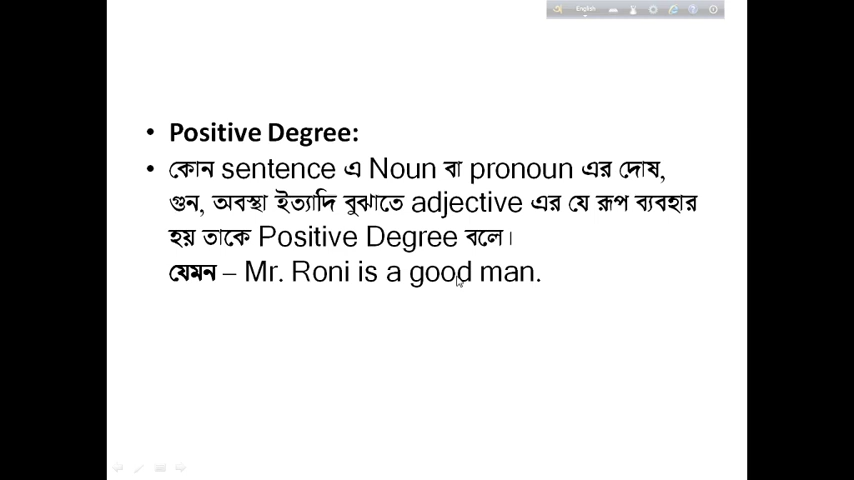 English
• Positive Degree:
• কোন sentence এ Noun বা pronoun এর দোষ,
গুন, অবস্থা ইত্যাদি বুঝাতে adjective এর যে রূপ ব্যবহার
হয় তাকে Positive Degree বলে।
যেমন – Mr. Roni is a good man.